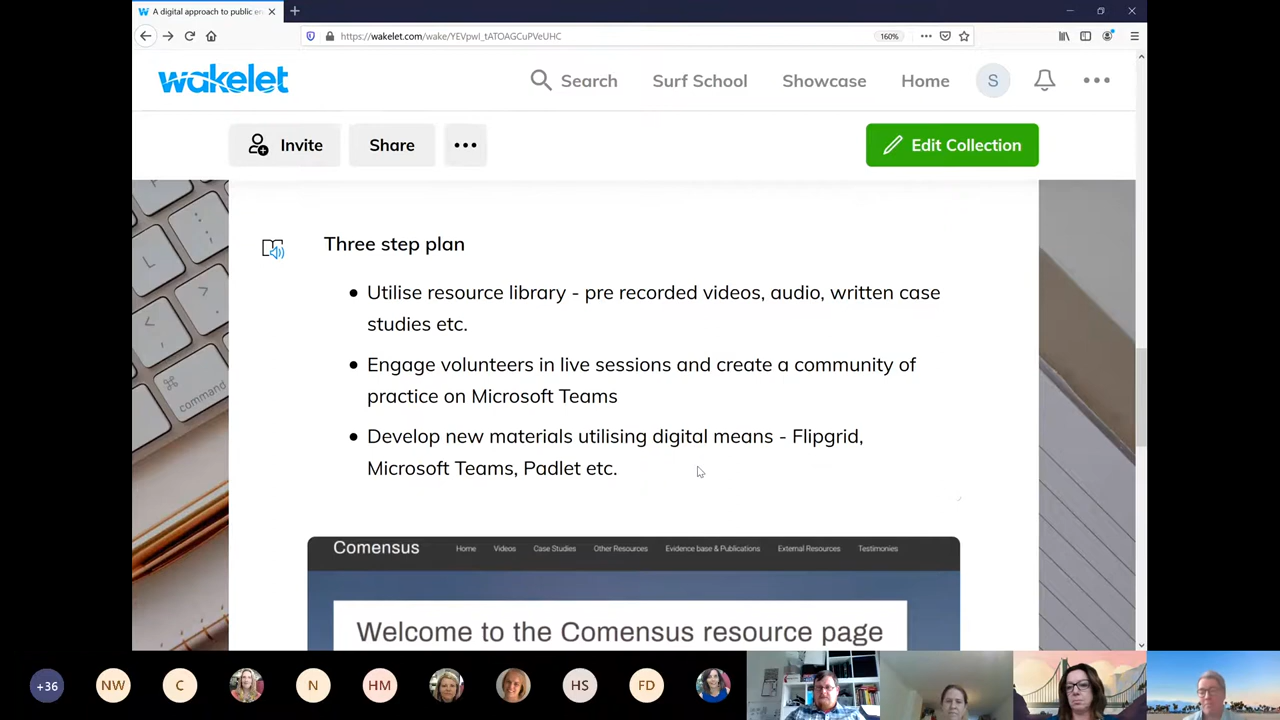 A digital approach to public en
https://wakelet.com/wake/YEVpwI_tATOAGCuPVeUHC
160%
wakelet
Search
Surf School
Showcase
Home
S
Invite
Share
Edit Collection
Three step plan
Utilise resource library - pre recorded videos, audio, written case
studies etc.
Engage volunteers in live sessions and create a community of
practice on Microsoft Teams
Develop new materials utilising digital means - Flipgrid,
Microsoft Teams, Padlet etc.
L
?
>
<
command
Comensus
Home
Videos
Case Studies
Other Resources
Evidence base & Publications
External Resources
Testimonies
Welcome to the Comensus resource page
+36
NW
C
N
HM
HS
FD